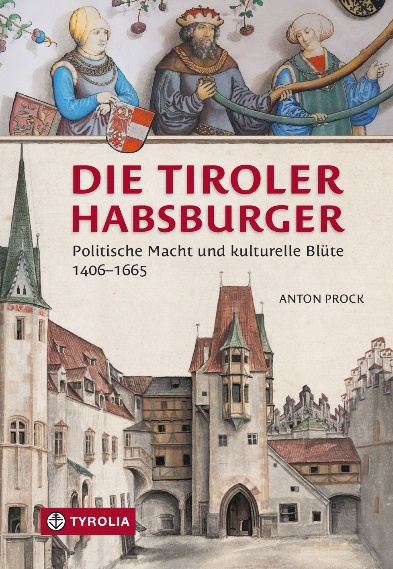 DIE TIROLER
HABSBURGER
Politische Macht und kulturelle Blüte
1406–1665
ANTON PROCK
TYROLIA